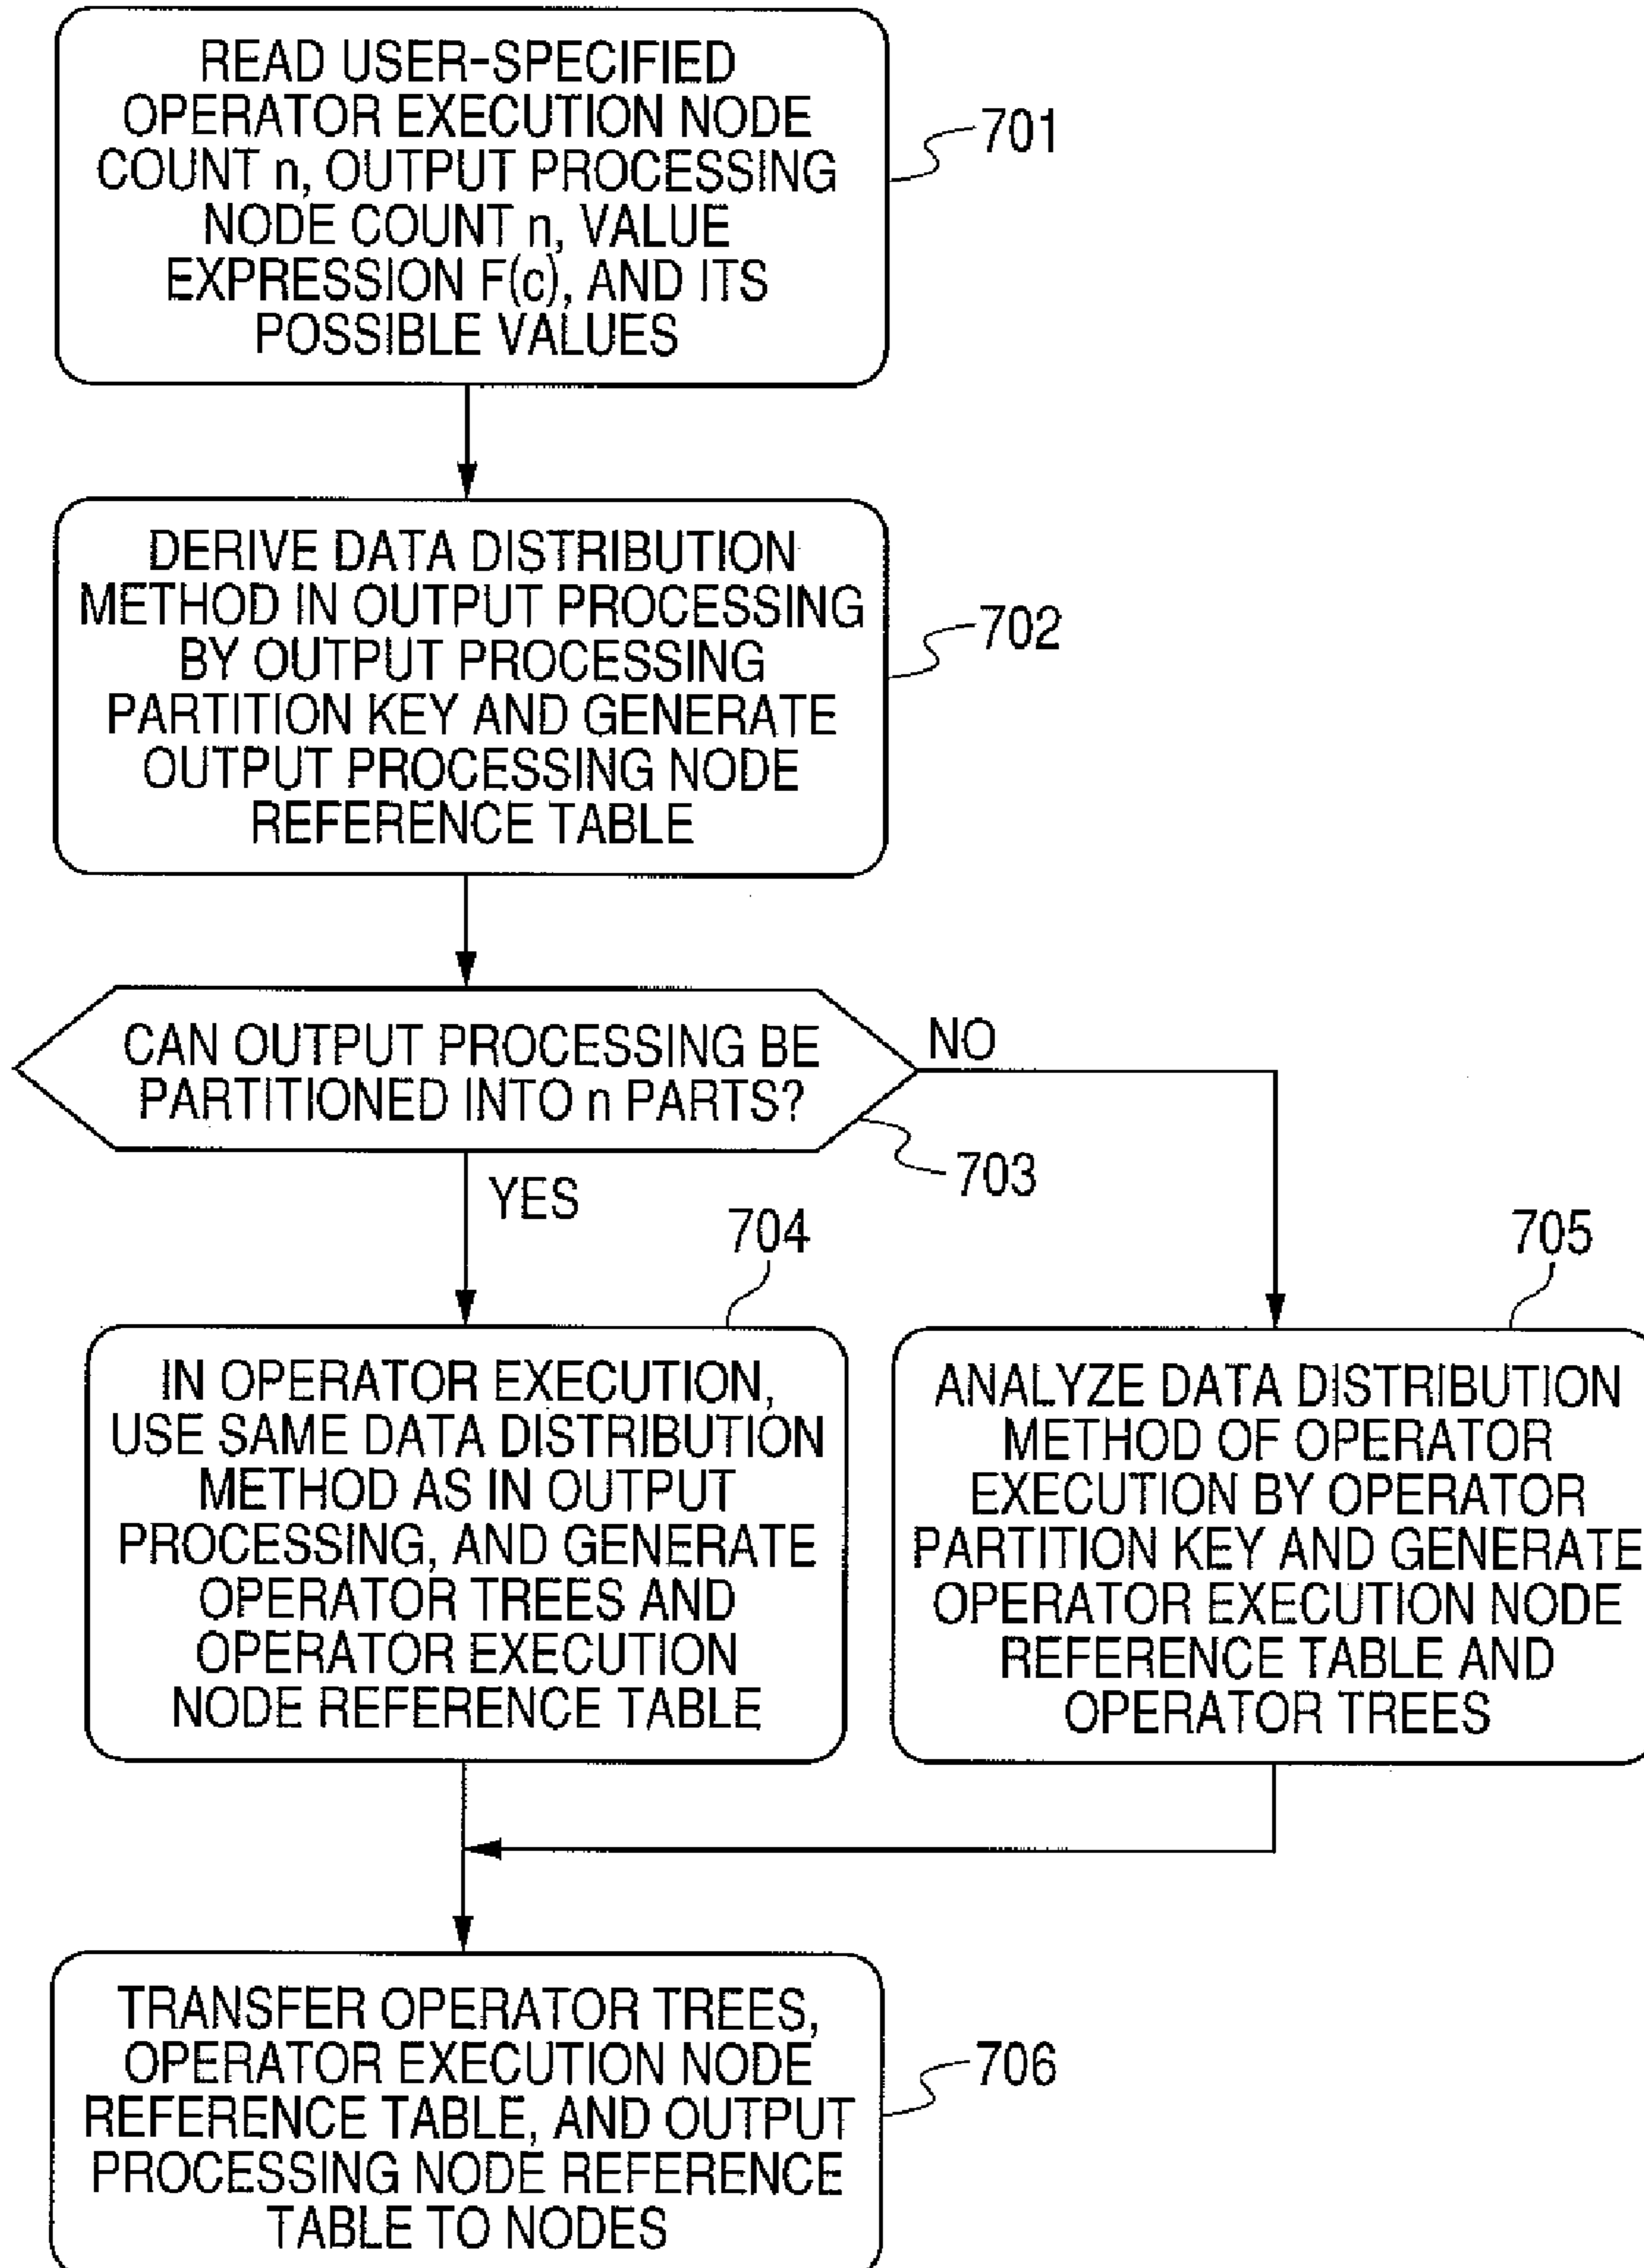 READ USER-SPECIFIED
OPERATOR EXECUTION NODE
COUNT n, OUTPUT PROCESSING
NODE COUNT n, VALUE
EXPRESSION F(c), AND ITS
POSSIBLE VALUES
701
DERIVE DATA DISTRIBUTION
METHOD IN OUTPUT PROCESSING
BY OUTPUT PROCESSING
PARTITION KEY AND GENERATE
OUTPUT PROCESSING NODE
REFERENCE TABLE
702
CAN OUTPUT PROCESSING BE
PARTITIONED INTO n PARTS?
NO
703
YES
704
705
IN OPERATOR EXECUTION,
USE SAME DATA DISTRIBUTION
METHOD AS IN OUTPUT
PROCESSING, AND GENERATE
OPERATOR TREES AND
OPERATOR EXECUTION
NODE REFERENCE TABLE
ANALYZE DATA DISTRIBUTION
METHOD OF OPERATOR
EXECUTION BY OPERATOR
PARTITION KEY AND GENERATE
OPERATOR EXECUTION NODE
REFERENCE TABLE AND
OPERATOR TREES
TRANSFER OPERATOR TREES,
OPERATOR EXECUTION NODE
REFERENCE TABLE, AND OUTPUT
PROCESSING NODE REFERENCE
TABLE TO NODES
706